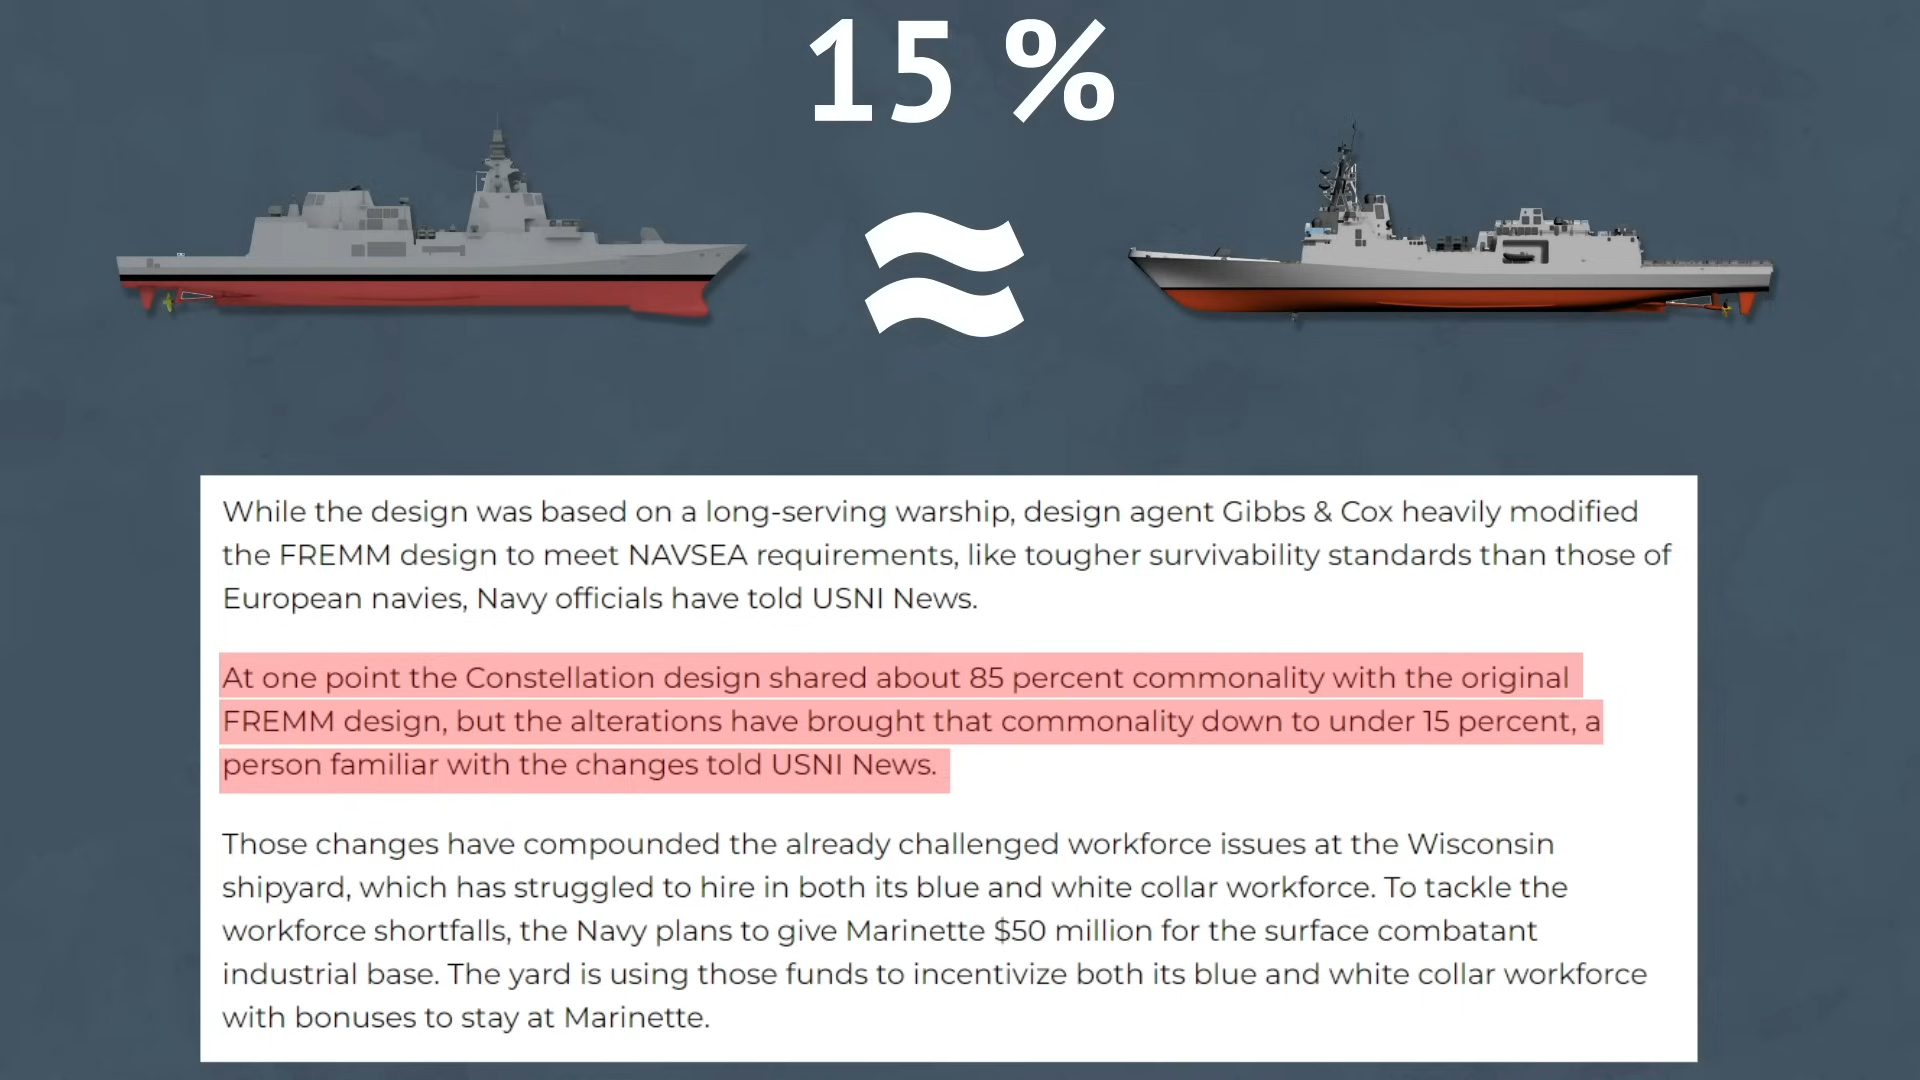 15 %
≈
While the design was based on a long-serving warship, design agent Gibbs & Cox heavily modified
the FREMM design to meet NAVSEA requirements, like tougher survivability standards than those of
European navies, Navy officials have told USNI News.
At one point the Constellation design shared about 85 percent commonality with the original
FREMM design, but the alterations have brought that commonality down to under 15 percent, a
person familiar with the changes told USNI News.
Those changes have compounded the already challenged workforce issues at the Wisconsin
shipyard, which has struggled to hire in both its blue and white collar workforce. To tackle the
workforce shortfalls, the Navy plans to give Marinette $50 million for the surface combatant
industrial base. The yard is using those funds to incentivize both its blue and white collar workforce
with bonuses to stay at Marinette.